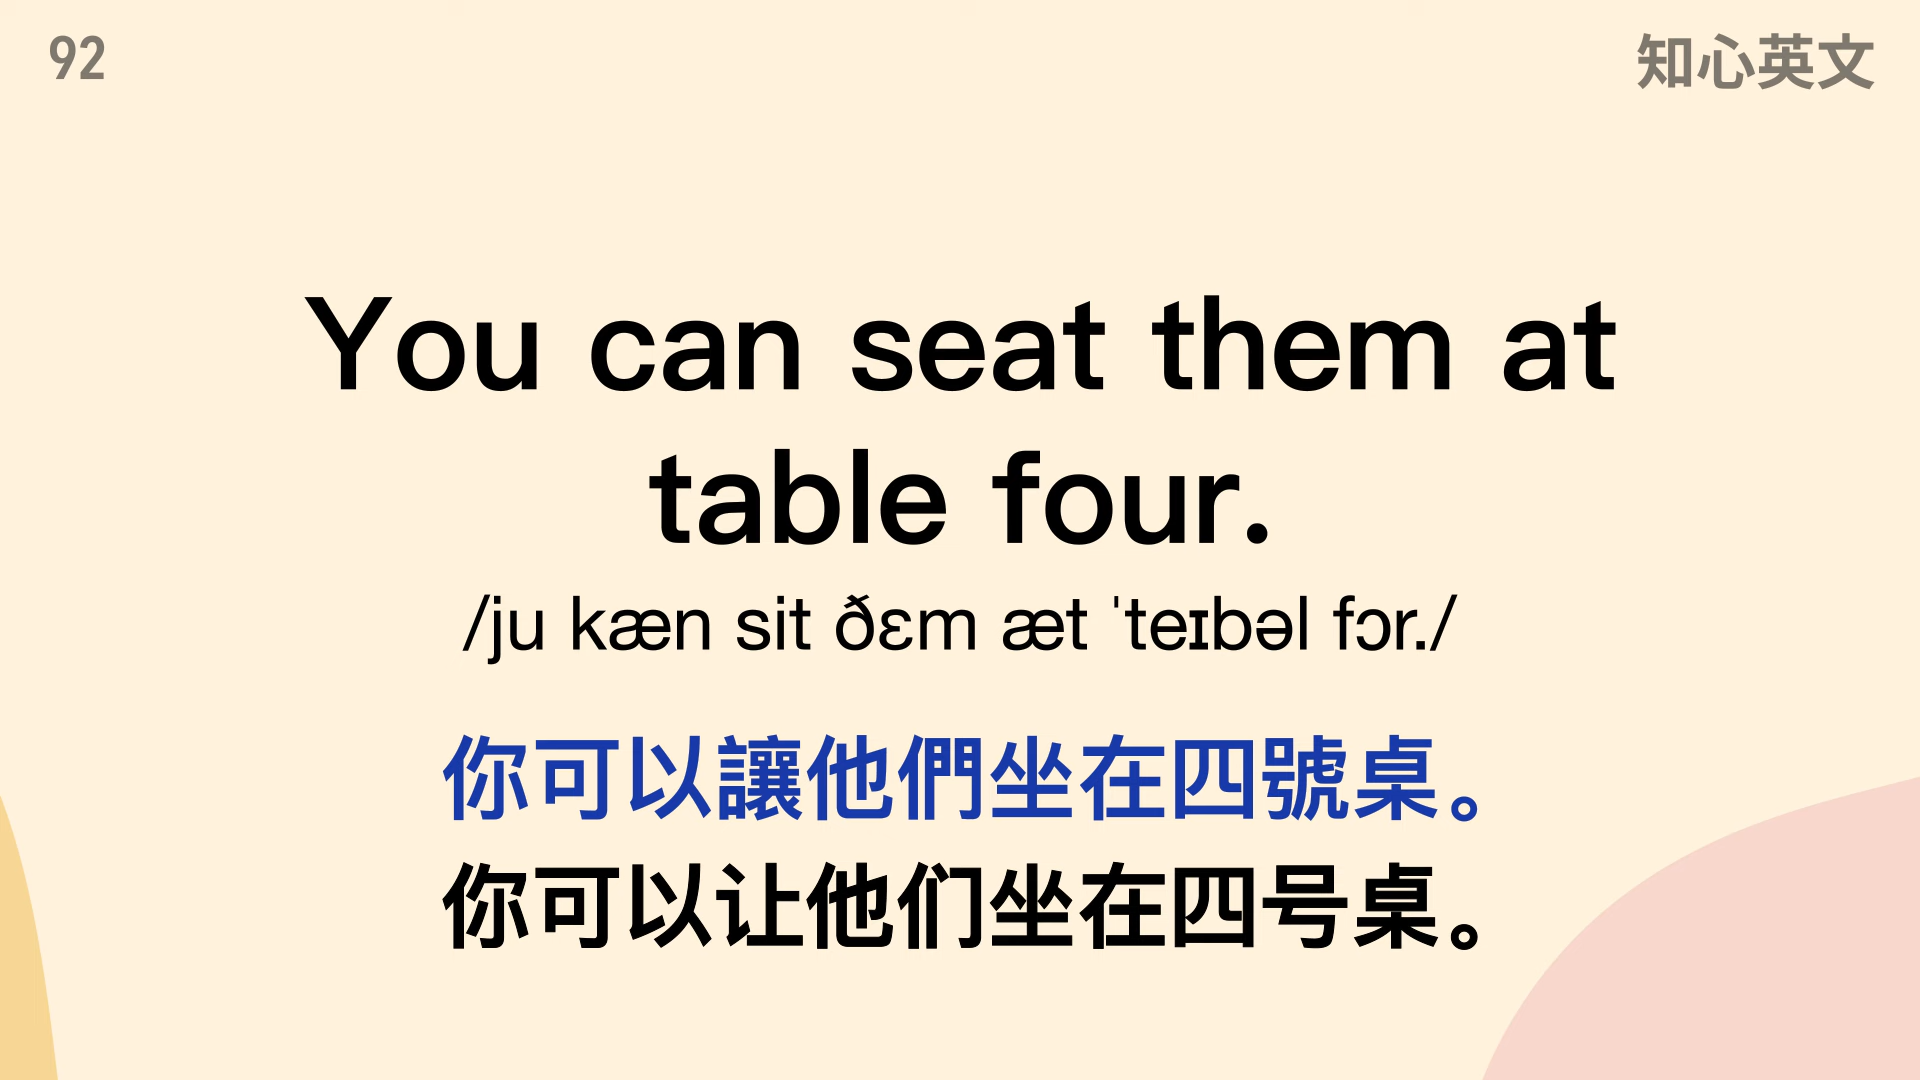 92
知心英文
You can seat them at
table four.
/ju kæn sit ðɛm æt ˈteɪbəl fɔr./
你可以讓他們坐在四號桌。
你可以让他们坐在四号桌。